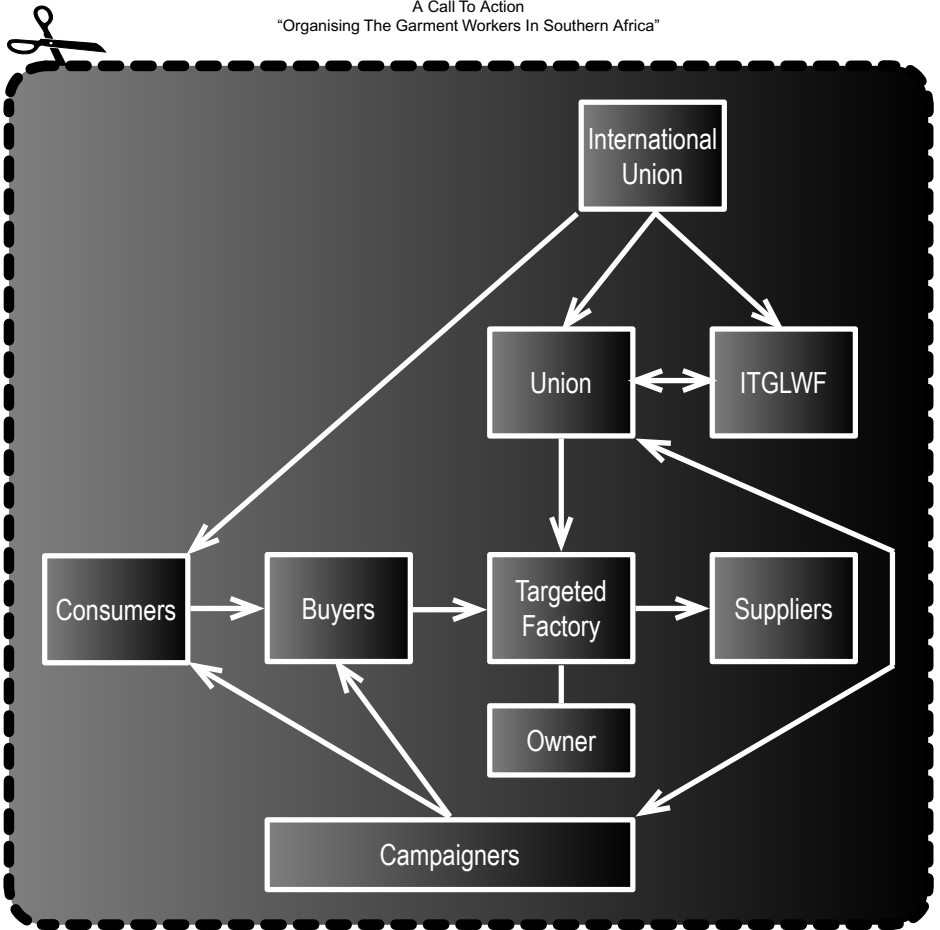 A Call To Action
“Organising The Garment Workers In Southern Africa”
International
Union
Union
ITGLWF
Consumers
Buyers
Targeted
Factory
Suppliers
Owner
Campaigners